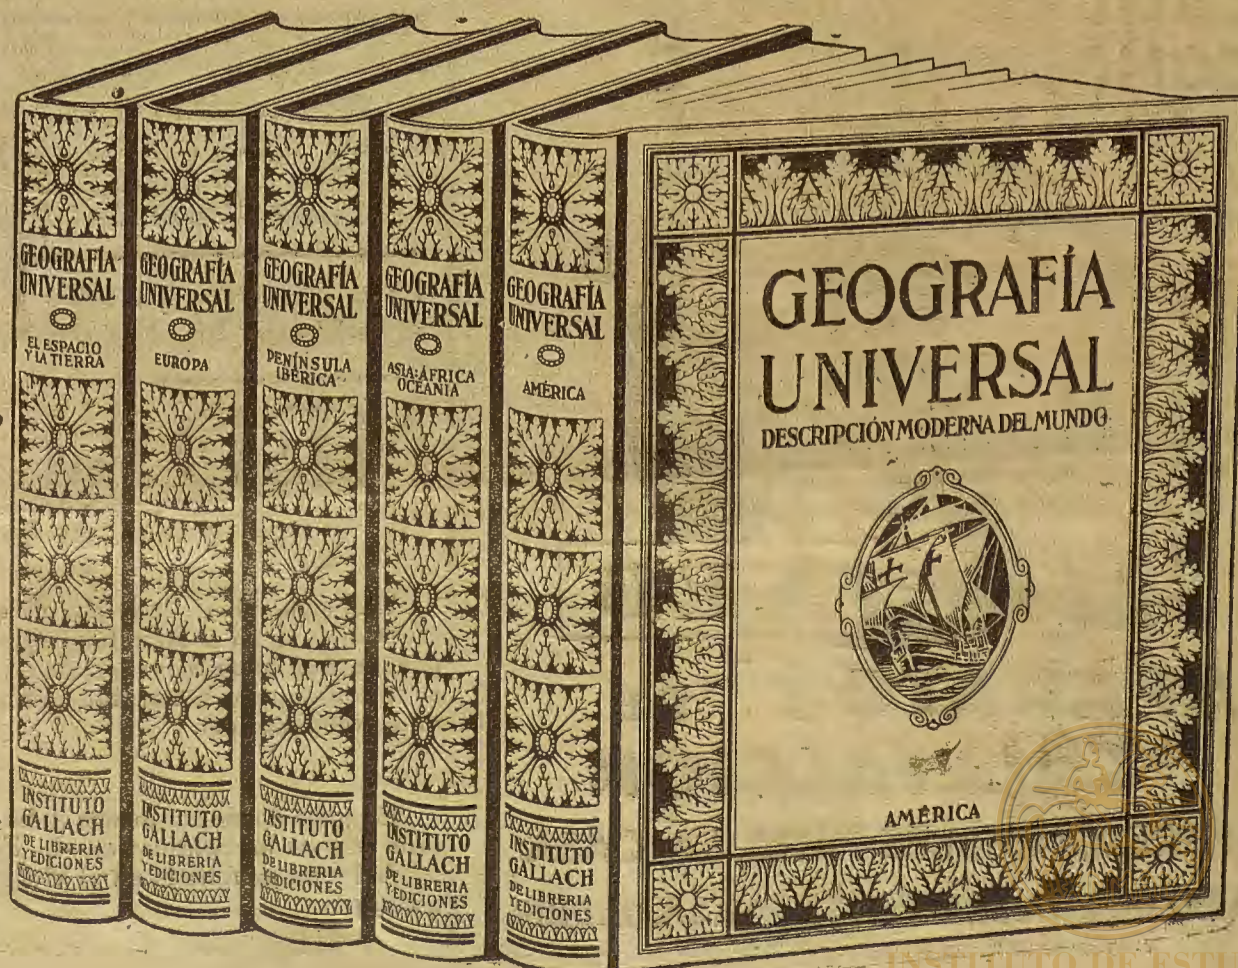 GEOGRAFÍA
UNIVERSAL
EL ESPACIO
Y LA TIERRA
INSTITUTO
GALLACH
DE LIBRERIA
Y EDICIONES
GEOGRAFÍA
UNIVERSAL
EUROPA
INSTITUTO
GALLACH
DE LIBRERIA
Y EDICIONES
GEOGRAFÍA
UNIVERSAL
PENÍNSULA
IBÉRICA
INSTITUTO
GALLACH
DE LIBRERIA
Y EDICIONES
GEOGRAFÍA
UNIVERSAL
ASIA·ÁFRICA
OCEANÍA
INSTITUTO
GALLACH
DE LIBRERIA
Y EDICIONES
GEOGRAFÍA
UNIVERSAL
AMÉRICA
INSTITUTO
GALLACH
DE LIBRERIA
Y EDICIONES
GEOGRAFÍA
UNIVERSAL
DESCRIPCIÓN MODERNA DEL MUNDO
AMÉRICA
INSTITUTO DE